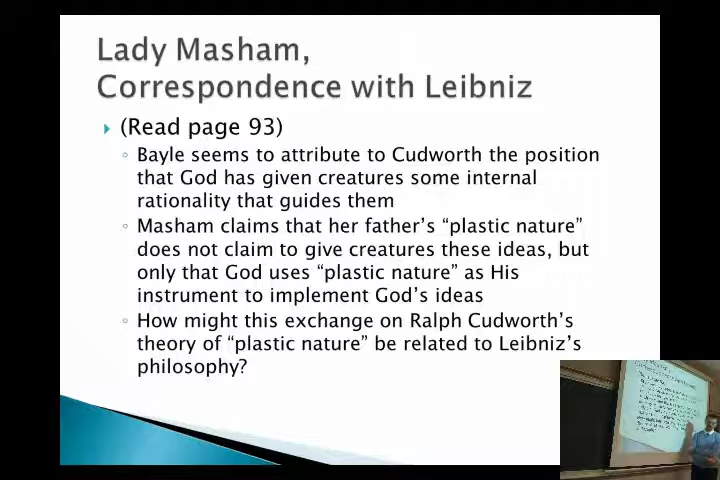 Lady Masham,
Correspondence with Leibniz
(Read page 93)
Bayle seems to attribute to Cudworth the position
that God has given creatures some internal
rationality that guides them
Masham claims that her father’s “plastic nature”
does not claim to give creatures these ideas, but
only that God uses “plastic nature” as His
instrument to implement God’s ideas
How might this exchange on Ralph Cudworth’s
theory of “plastic nature” be related to Leibniz’s
philosophy?